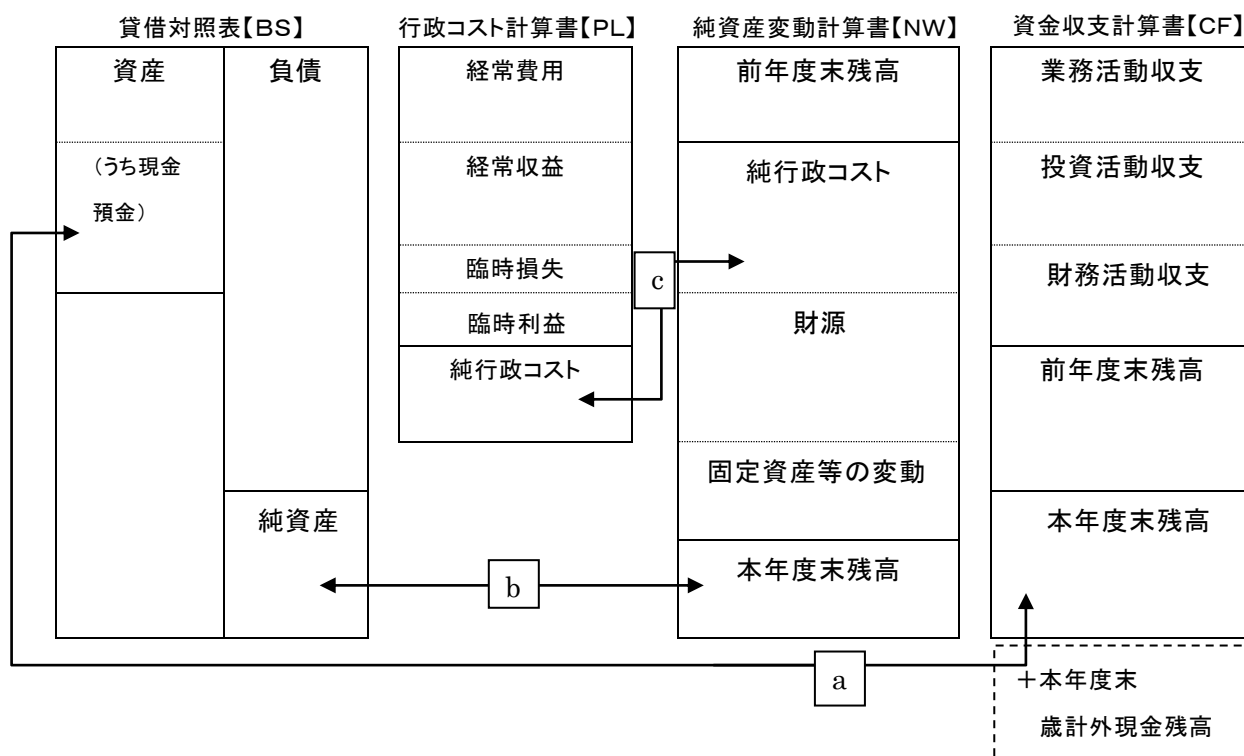 貸借対照表【BS】
資産
負債
（うち現金
預金）
純資産
行政コスト計算書【PL】
経常費用
経常収益
臨時損失
臨時利益
純行政コスト
純資産変動計算書【NW】
前年度末残高
純行政コスト
財源
固定資産等の変動
本年度末残高
資金収支計算書【CF】
業務活動収支
投資活動収支
財務活動収支
前年度末残高
本年度末残高
＋本年度末
歳計外現金残高
c
b
a